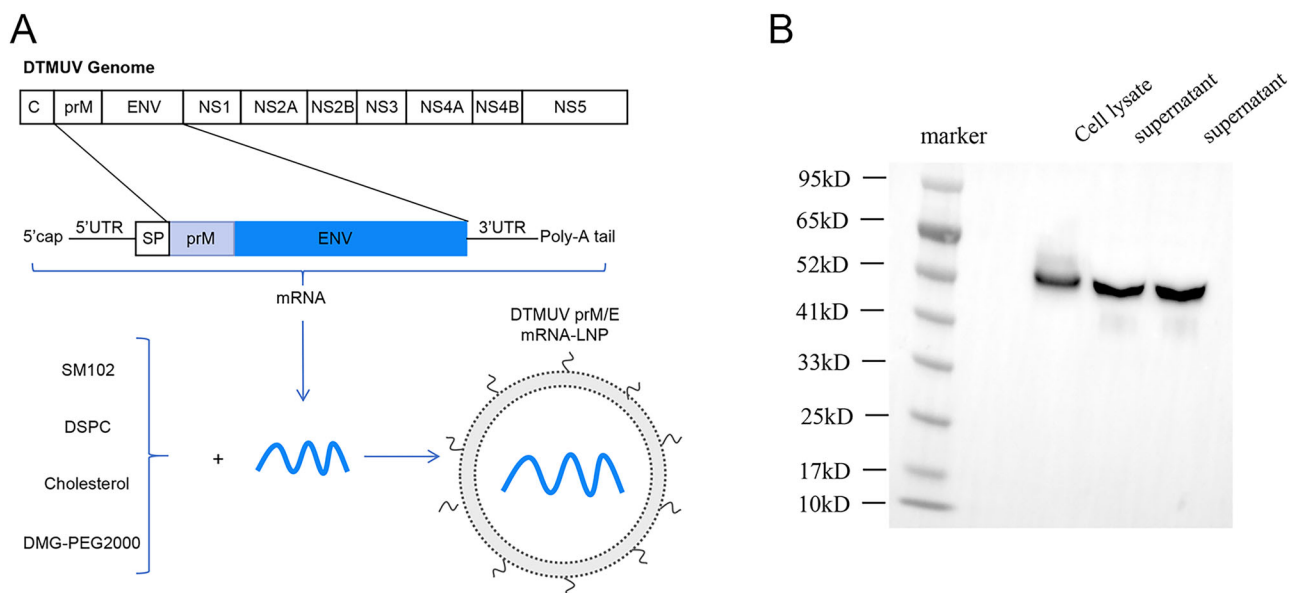 A
DTMUV Genome
C prM ENV NS1 NS2A NS2B NS3 NS4A NS4B NS5
5'cap 5'UTR SP prM ENV 3'UTR Poly-A tail
mRNA
SM102
DSPC
Cholesterol
DMG-PEG2000
+
DTMUV prM/E
mRNA-LNP
B
marker
Cell lysate
supernatant
supernatant
95kD
65kD
52kD
41kD
33kD
25kD
17kD
10kD